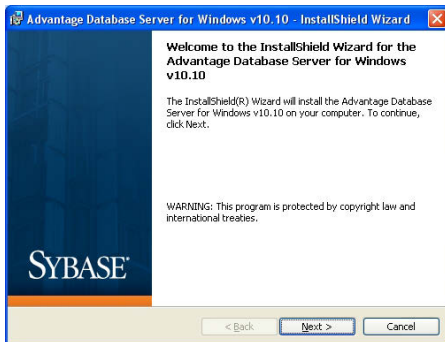 Advantage Database Server for Windows v10.10 - InstallShield Wizard
Welcome to the InstallShield Wizard for the
Advantage Database Server for Windows
v10.10
The InstallShield(R) Wizard will install the Advantage Database
Server for Windows v10.10 on your computer. To continue,
click Next.
WARNING: This program is protected by copyright law and
international treaties.
SYBASE®
< Back
Next >
Cancel